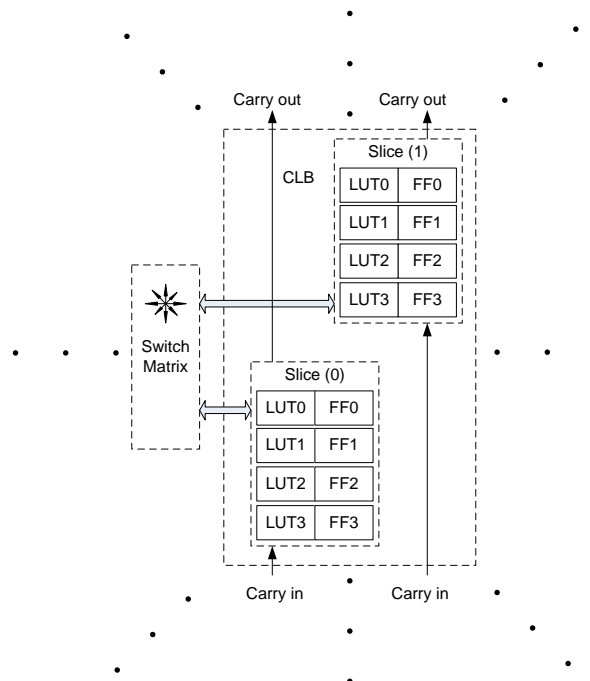 Carry out
Carry out
CLB
Slice (1)
LUT0 FF0
LUT1 FF1
LUT2 FF2
LUT3 FF3
Switch
Matrix
Slice (0)
LUT0 FF0
LUT1 FF1
LUT2 FF2
LUT3 FF3
Carry in
Carry in